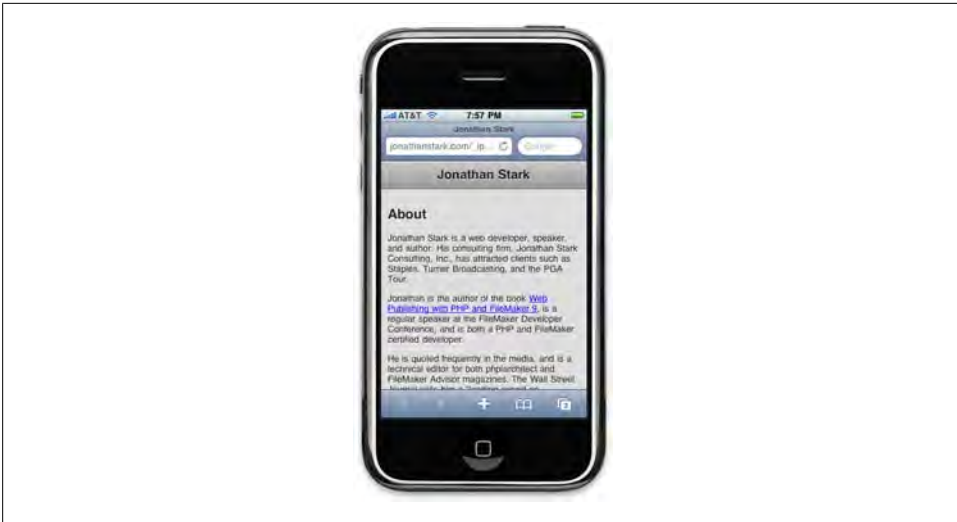 AT&T 7:57 PM
Jonathan Stark
jonathanstark.com/_ip... Google
Jonathan Stark
About
Jonathan Stark is a web developer, speaker,
and author. His consulting firm, Jonathan Stark
Consulting, Inc., has attracted clients such as
Staples, Turner Broadcasting, and the PGA
Tour.
Jonathan is the author of the book Web
Publishing with PHP and FileMaker 9, is a
regular speaker at the FileMaker Developer
Conference, and is both a PHP and FileMaker
certified developer.
He is quoted frequently in the media, and is a
technical editor for both php|architect and
FileMaker Advisor magazines. The Wall Street